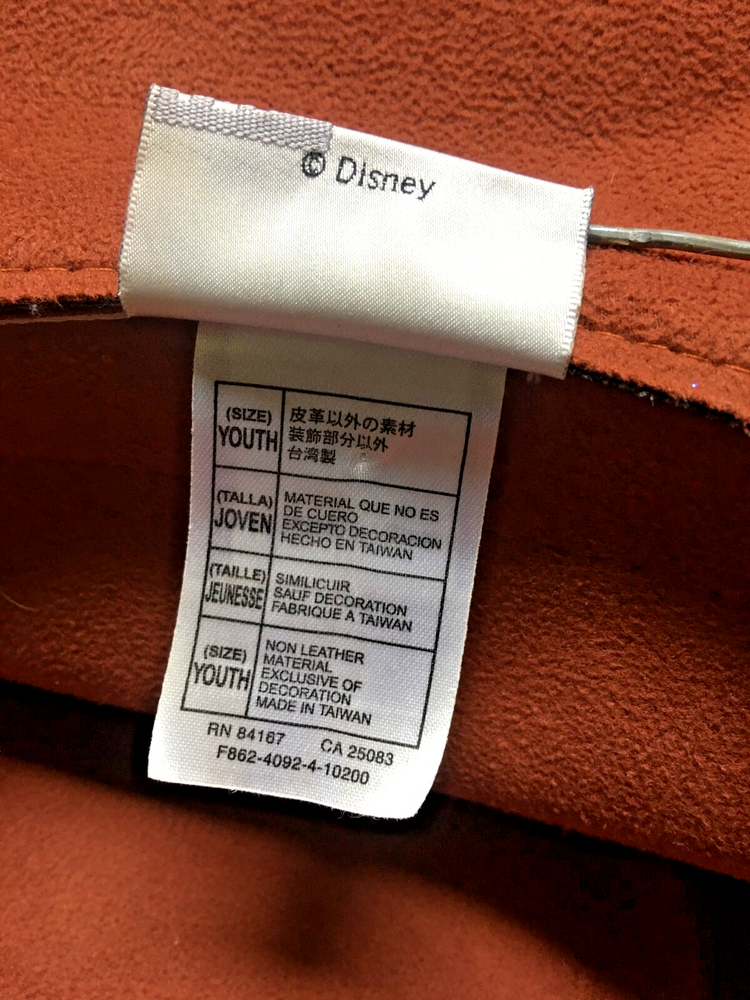 © Disney
(SIZE)
YOUTH
皮革以外の素材
装飾部分以外
台湾製
(TALLA)
JOVEN
MATERIAL QUE NO ES
DE CUERO
EXCEPTO DECORACION
HECHO EN TAIWAN
(TAILLE)
JEUNESSE
SIMILICUIR
SAUF DECORATION
FABRIQUE A TAIWAN
(SIZE)
YOUTH
NON LEATHER
MATERIAL
EXCLUSIVE OF
DECORATION
MADE IN TAIWAN
RN 84167 CA 25083
F862-4092-4-10200